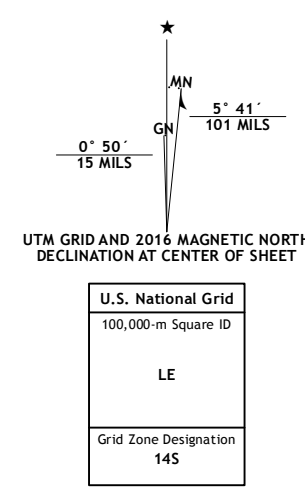 ★
MN
5° 41´
101 MILS
GN
0° 50´
15 MILS
UTM GRID AND 2016 MAGNETIC NORTH
DECLINATION AT CENTER OF SHEET
U.S. National Grid
100,000-m Square ID
LE
Grid Zone Designation
14S